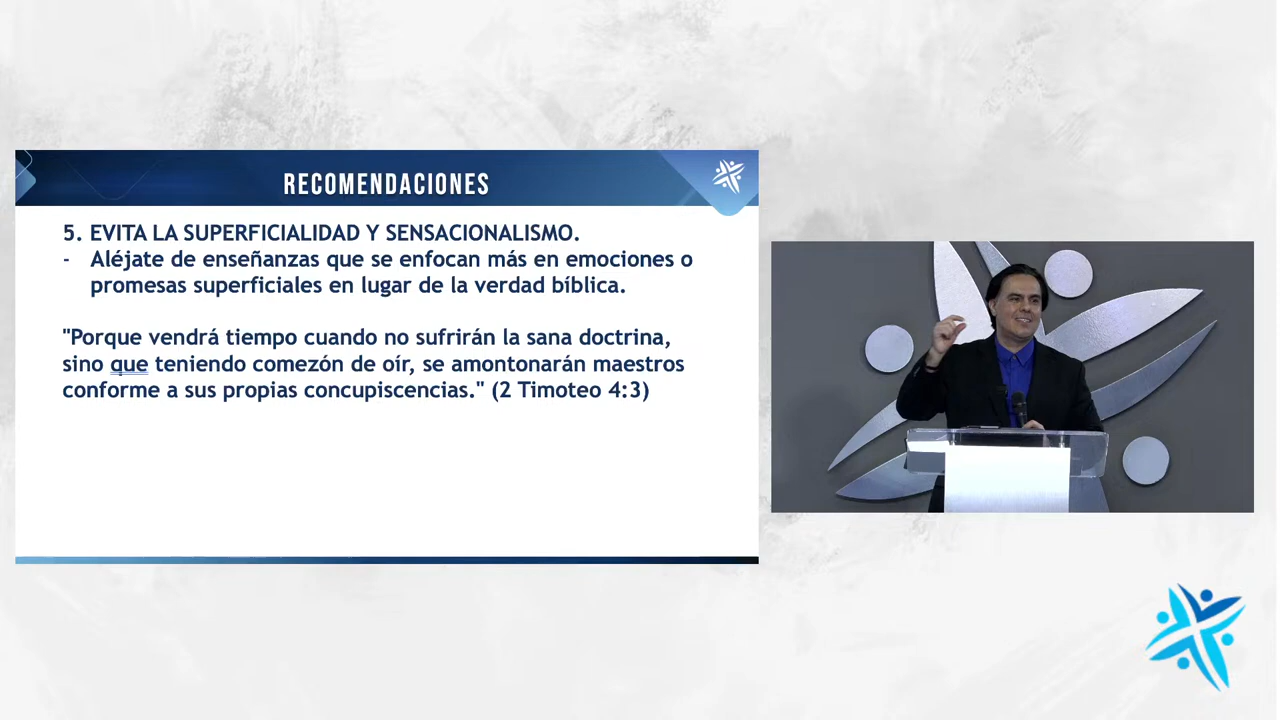 RECOMENDACIONES
5. EVITA LA SUPERFICIALIDAD Y SENSACIONALISMO.
- Aléjate de enseñanzas que se enfocan más en emociones o
promesas superficiales en lugar de la verdad bíblica.
"Porque vendrá tiempo cuando no sufrirán la sana doctrina,
sino que teniendo comezón de oír, se amontonarán maestros
conforme a sus propias concupiscencias." (2 Timoteo 4:3)